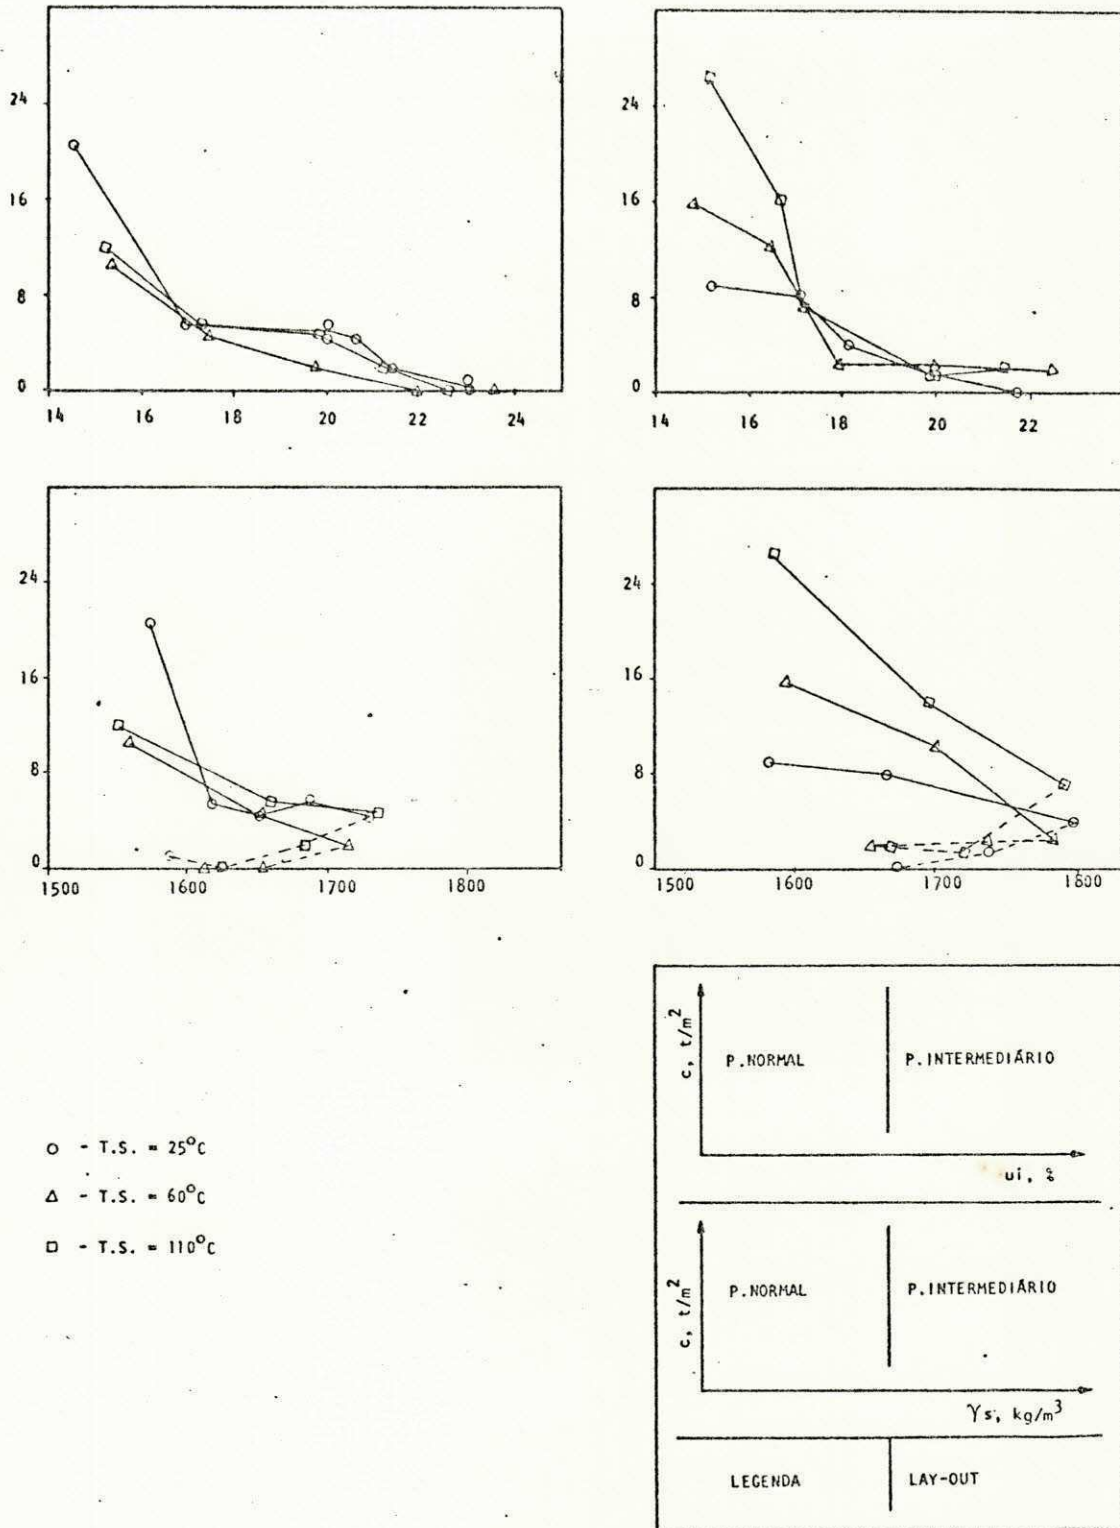 24
16
8
0
14 16 18 20 22 24
24
16
8
0
14 16 18 20 22
24
16
8
0
1500 1600 1700 1800
24
16
8
0
1500 1600 1700 1800
O - T.S. = 25°C
Δ - T.S. = 60°C
□ - T.S. = 110°C
c, t/m²
P.NORMAL
P.INTERMEDIÁRIO
ui, %
c, t/m²
P.NORMAL
P.INTERMEDIÁRIO
γs, kg/m³
LEGENDA
LAY-OUT